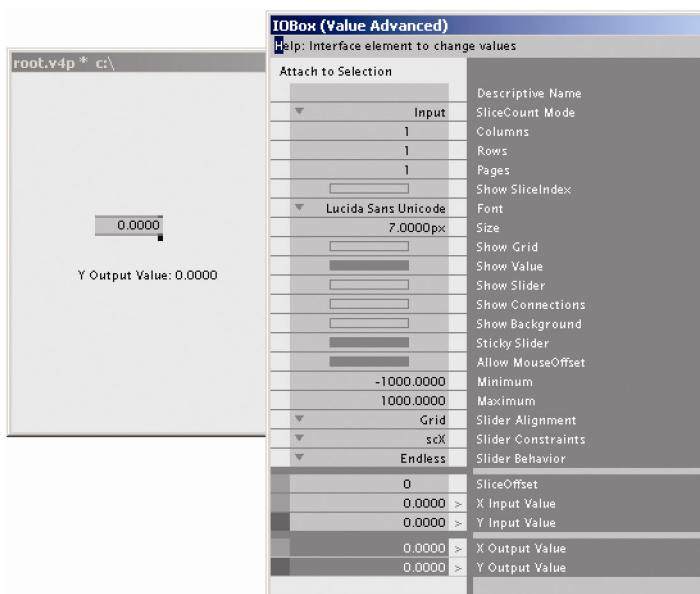 root.v4p * c:\
0.0000
Y Output Value: 0.0000
IOBox (Value Advanced)
Help: Interface element to change values
Attach to Selection
Descriptive Name
Input SliceCount Mode
1 Columns
1 Rows
1 Pages
Show SliceIndex
Lucida Sans Unicode Font
7.0000px Size
Show Grid
Show Value
Show Slider
Show Connections
Show Background
Sticky Slider
Allow MouseOffset
-1000.0000 Minimum
1000.0000 Maximum
Grid Slider Alignment
scX Slider Constraints
Endless Slider Behavior
0 SliceOffset
0.0000 > X Input Value
0.0000 > Y Input Value
0.0000 > X Output Value
0.0000 > Y Output Value